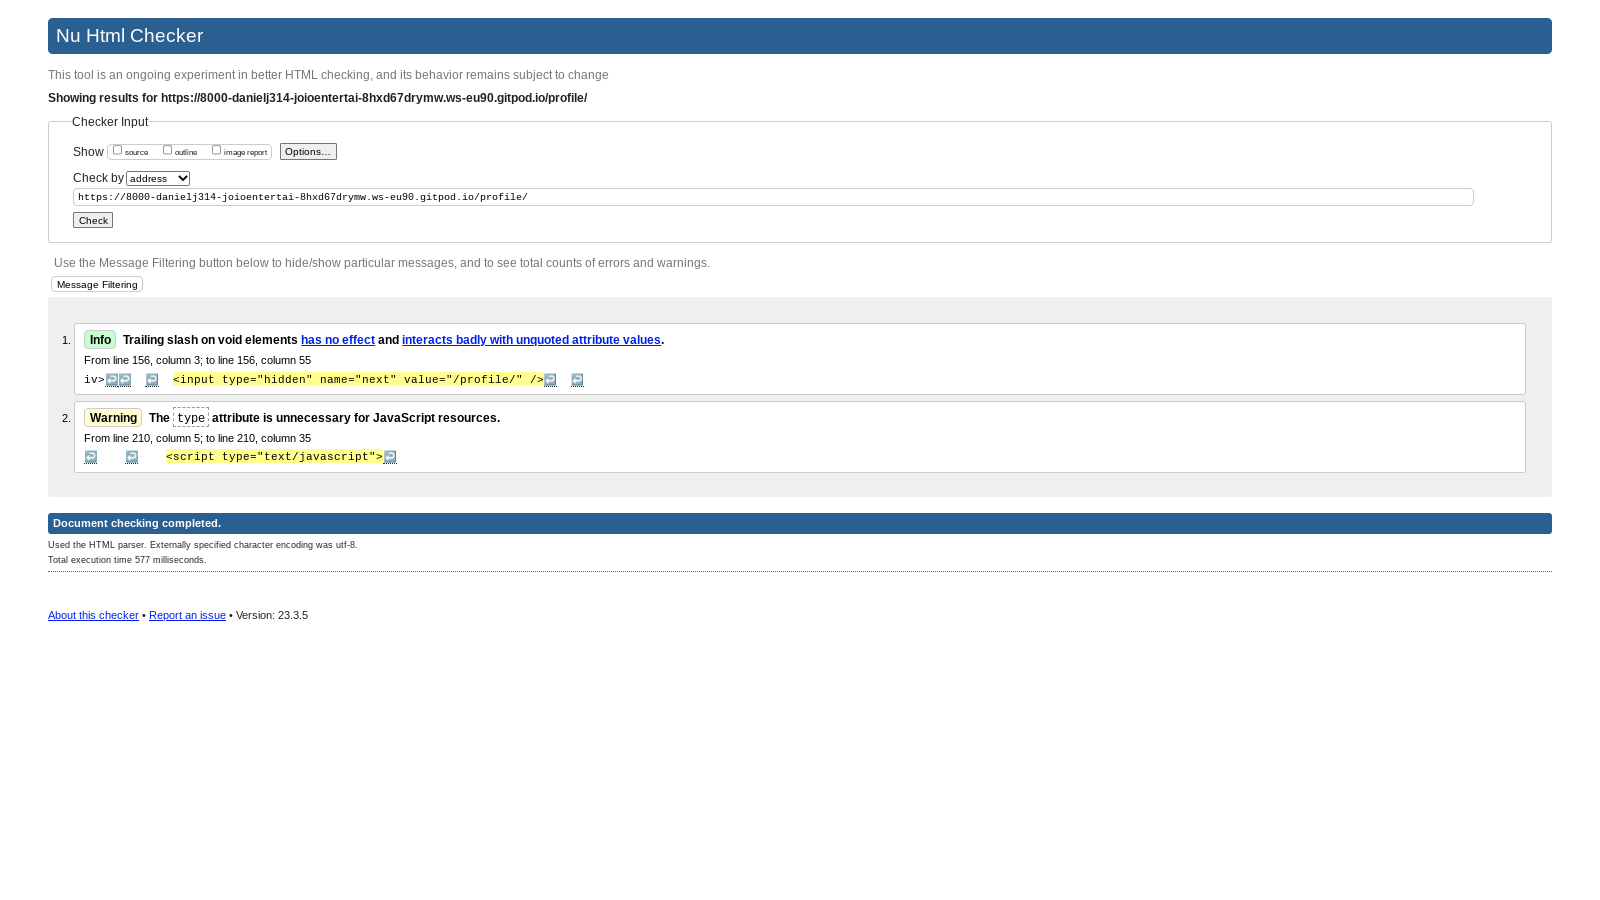 Nu Html Checker
This tool is an ongoing experiment in better HTML checking, and its behavior remains subject to change
Showing results for https://8000-danielj314-joioentertai-8hxd67drymw.ws-eu90.gitpod.io/profile/
Checker Input
Show source outline image report Options...
Check by address
https://8000-danielj314-joioentertai-8hxd67drymw.ws-eu90.gitpod.io/profile/
Check
Use the Message Filtering button below to hide/show particular messages, and to see total counts of errors and warnings.
Message Filtering
1. Info Trailing slash on void elements has no effect and interacts badly with unquoted attribute values.
From line 156, column 3; to line 156, column 55
iv>↩↩  ↩  <input type="hidden" name="next" value="/profile/" />↩  ↩
2. Warning The type attribute is unnecessary for JavaScript resources.
From line 210, column 5; to line 210, column 35
↩    ↩    <script type="text/javascript">↩
Document checking completed.
Used the HTML parser. Externally specified character encoding was utf-8.
Total execution time 577 milliseconds.
About this checker • Report an issue • Version: 23.3.5